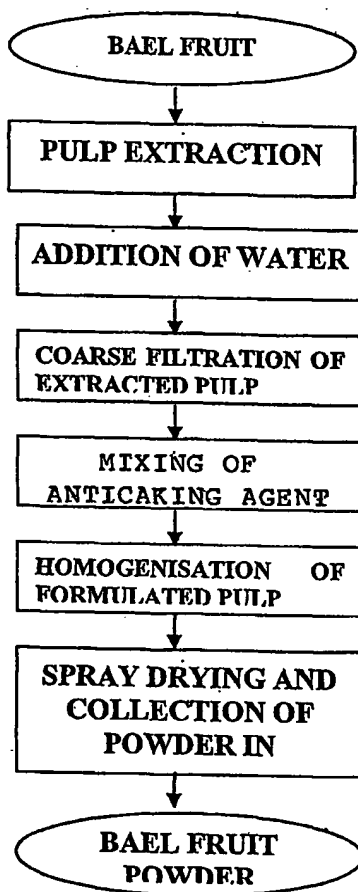 BAEL FRUIT
PULP EXTRACTION
ADDITION OF WATER
COARSE FILTRATION OF
EXTRACTED PULP
MIXING OF
ANTICAKING AGENT
HOMOGENISATION OF
FORMULATED PULP
SPRAY DRYING AND
COLLECTION OF
POWDER IN
BAEL FRUIT
POWDER